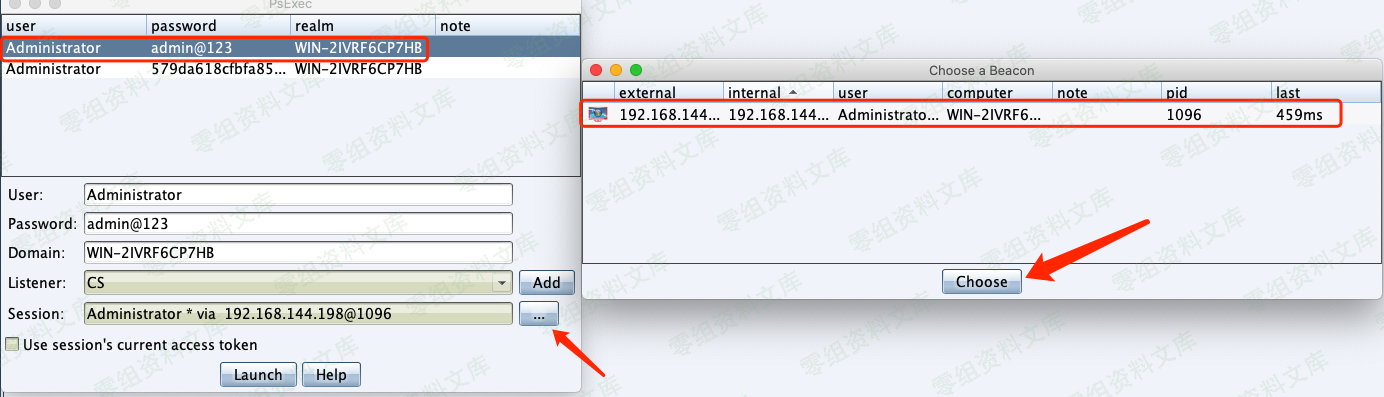 PsExec
user password realm note
Administrator admin@123 WIN-2IVRF6CP7HB
Administrator 579da618cfbfa85... WIN-2IVRF6CP7HB
User: Administrator
Password: admin@123
Domain: WIN-2IVRF6CP7HB
Listener: CS Add
Session: Administrator * via 192.168.144.198@1096 ...
Use session's current access token
Launch Help
Choose a Beacon
external internal user computer note pid last
192.168.144... 192.168.144... Administrato... WIN-2IVRF6... 1096 459ms
Choose
零组资料文库